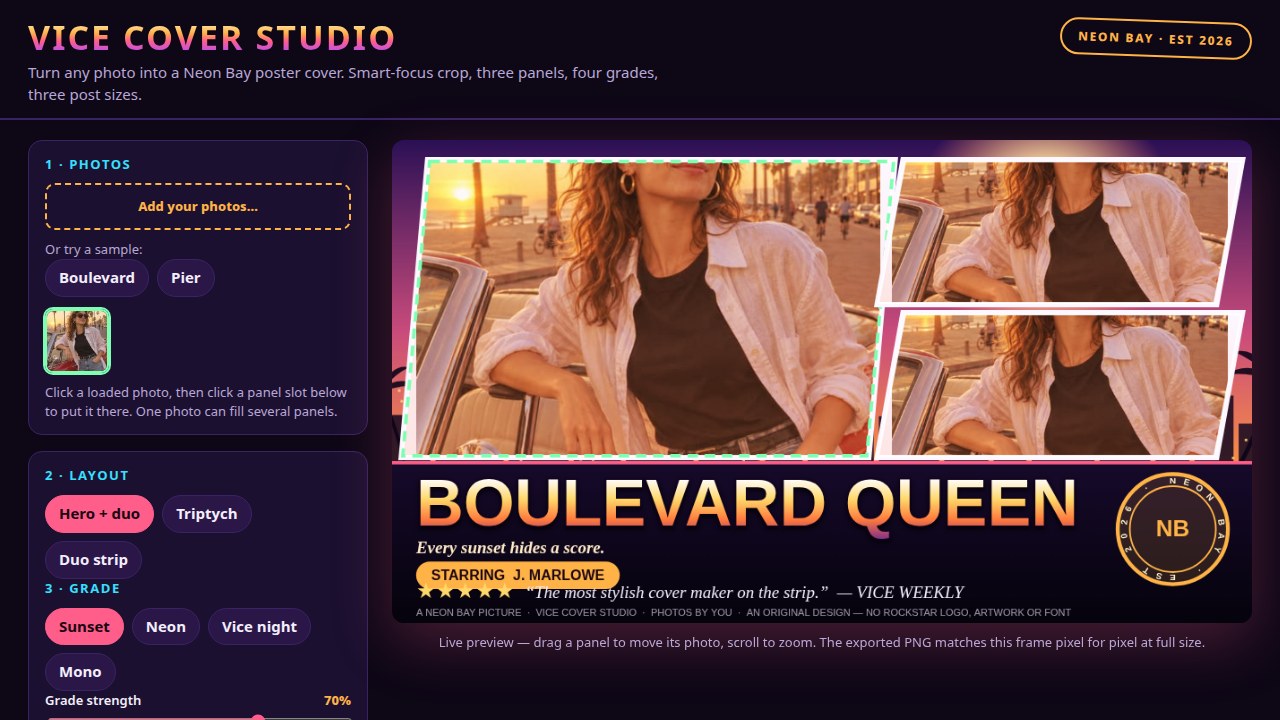 VICE COVER STUDIO
Turn any photo into a Neon Bay poster cover. Smart-focus crop, three panels, four grades,
three post sizes.
NEON BAY · EST 2026
1 · PHOTOS
Add your photos...
Or try a sample:
Boulevard
Pier
Click a loaded photo, then click a panel slot below
to put it there. One photo can fill several panels.
2 · LAYOUT
Hero + duo
Triptych
Duo strip
3 · GRADE
Sunset
Neon
Vice night
Mono
Grade strength
70%
BOULEVARD QUEEN
Every sunset hides a score.
STARRING J. MARLOWE
★★★★★ “The most stylish cover maker on the strip.” — VICE WEEKLY
A NEON BAY PICTURE · VICE COVER STUDIO · PHOTOS BY YOU · AN ORIGINAL DESIGN — NO ROCKSTAR LOGO, ARTWORK OR FONT
NEON BAY · EST 2026 ·
NB
Live preview — drag a panel to move its photo, scroll to zoom. The exported PNG matches this frame pixel for pixel at full size.